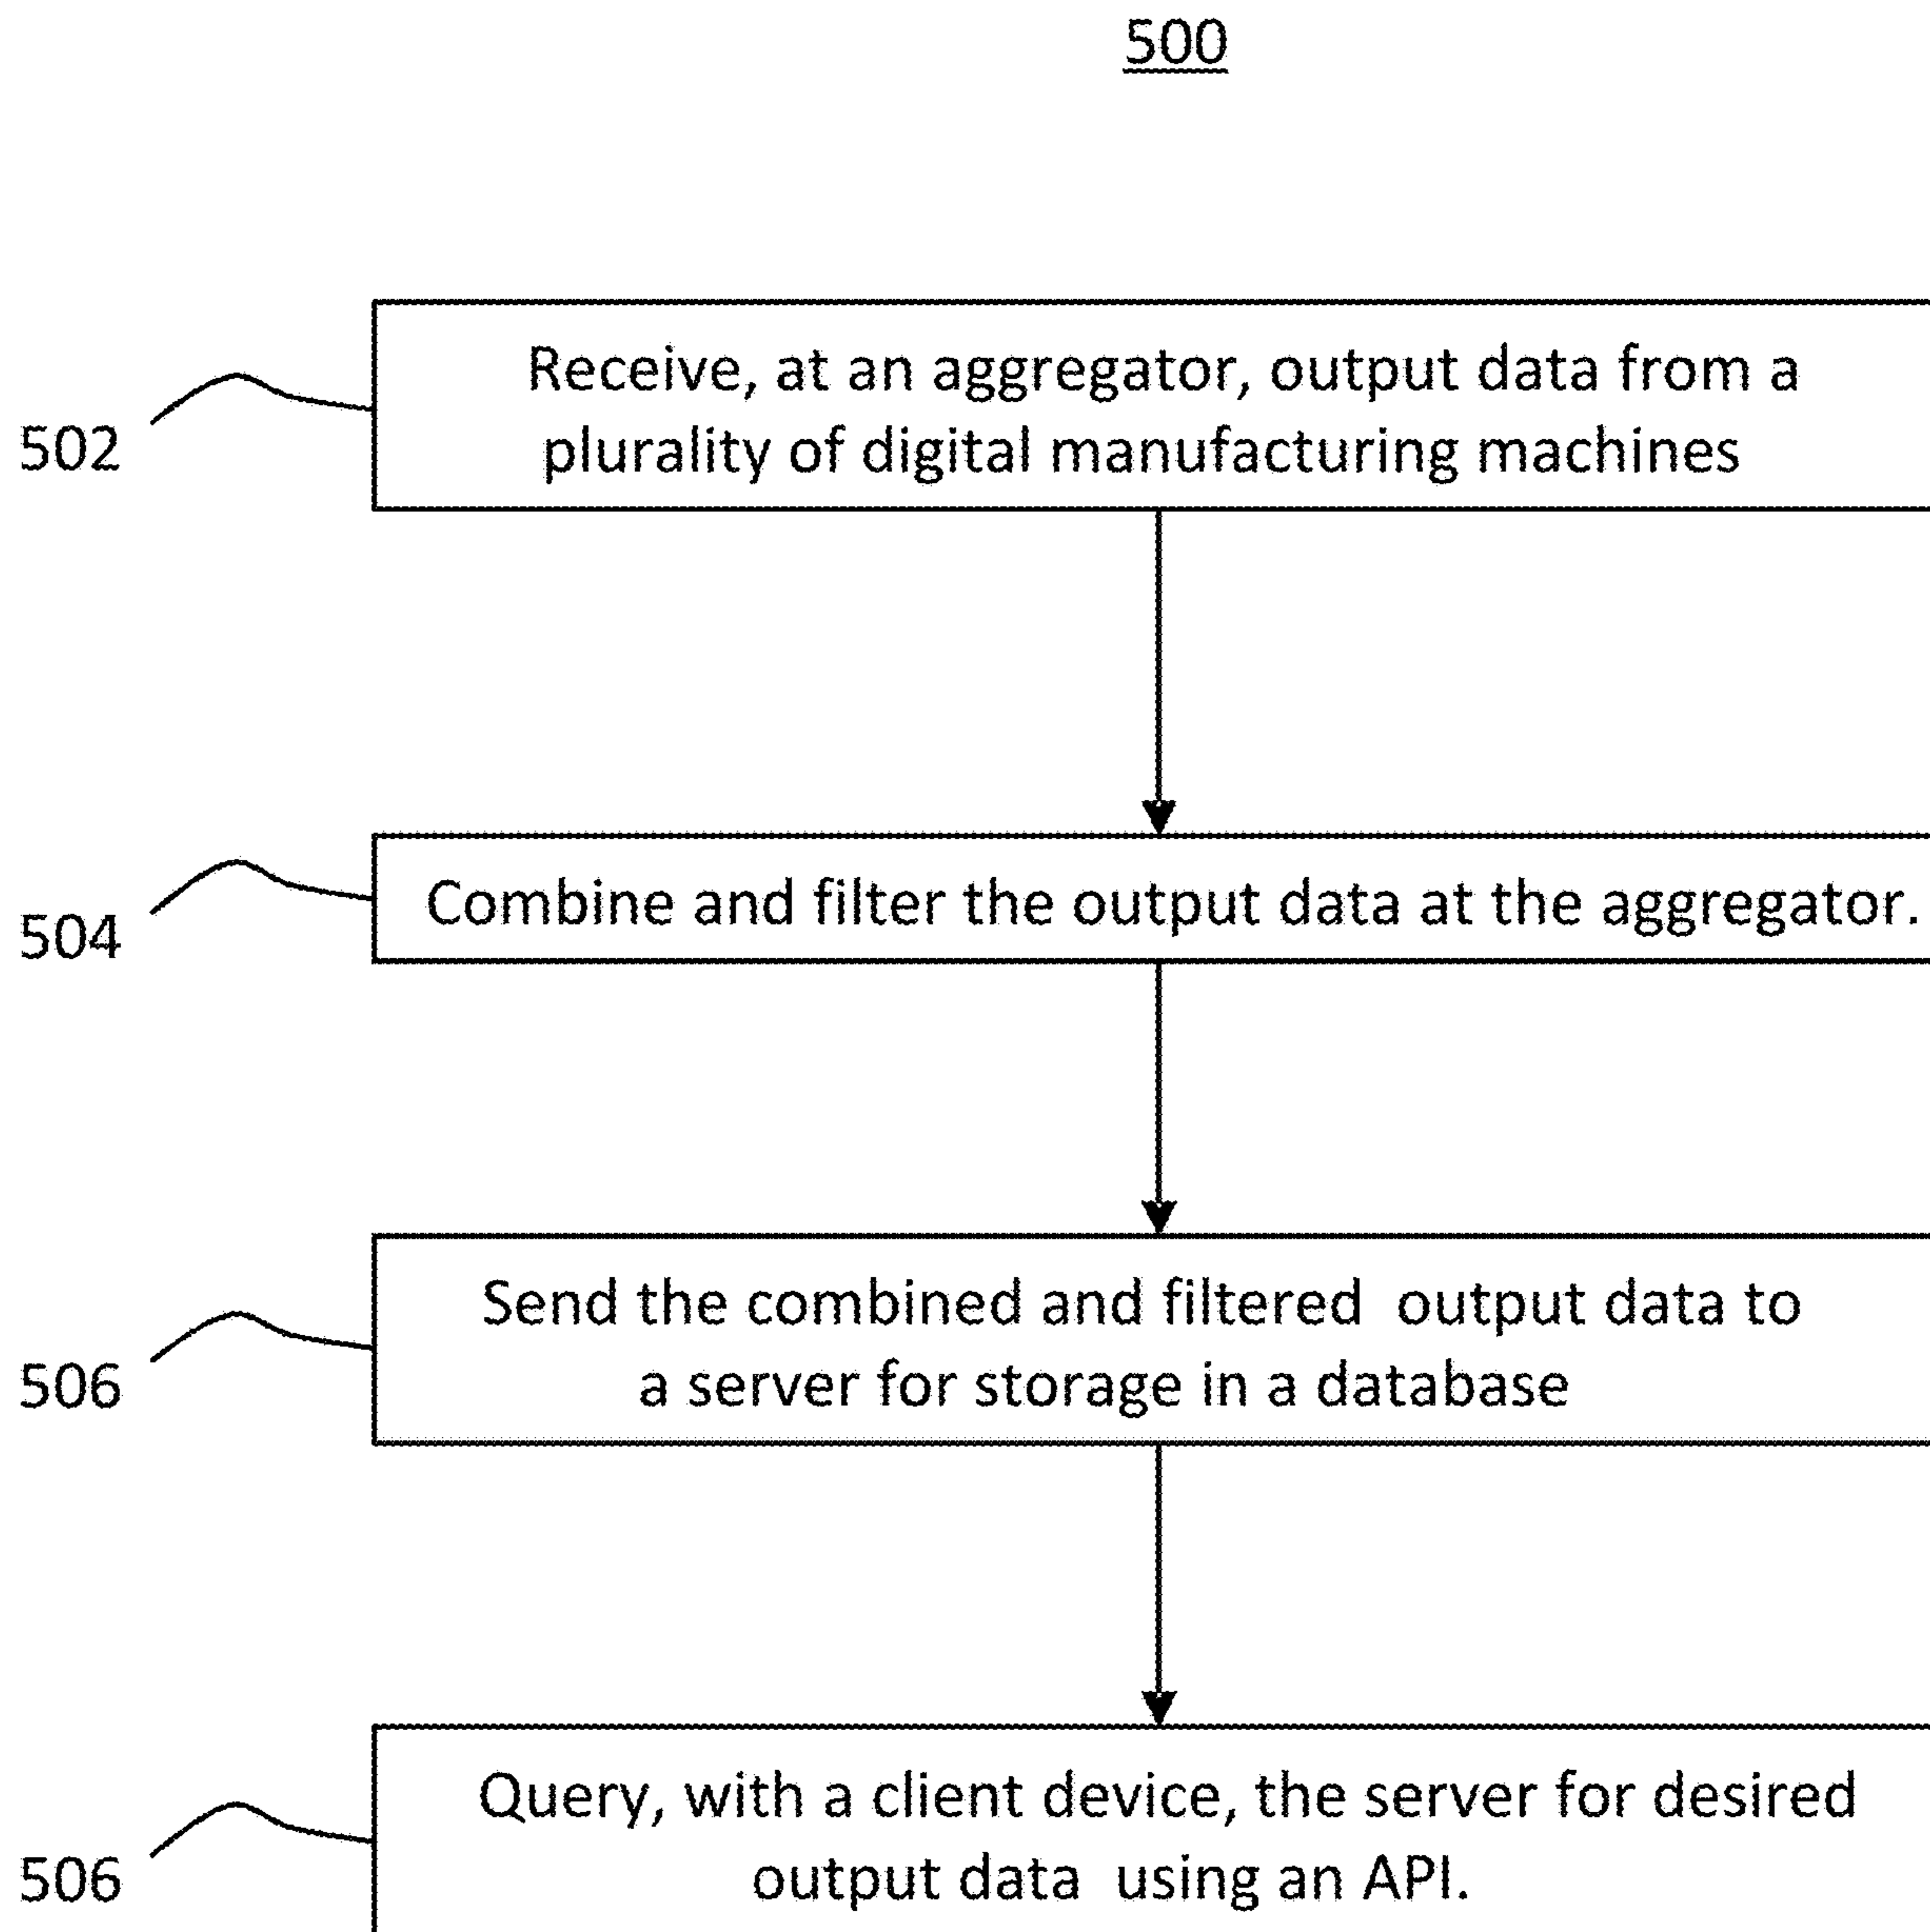 500
Receive, at an aggregator, output data from a
plurality of digital manufacturing machines
502
Combine and filter the output data at the aggregator.
504
Send the combined and filtered  output data to
a server for storage in a database
506
Query, with a client device, the server for desired
output data  using an API.
506